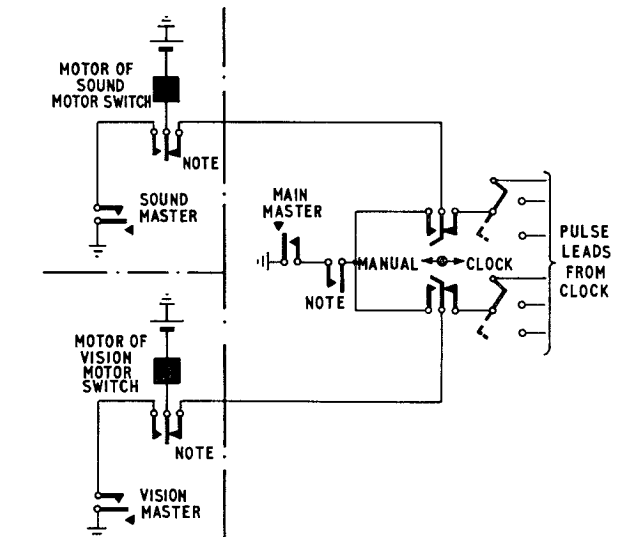 MOTOR OF
SOUND
MOTOR SWITCH
NOTE
SOUND
MASTER
MAIN
MASTER
MANUAL
CLOCK
NOTE
PULSE
LEADS
FROM
CLOCK
MOTOR OF
VISION
MOTOR
SWITCH
NOTE
VISION
MASTER